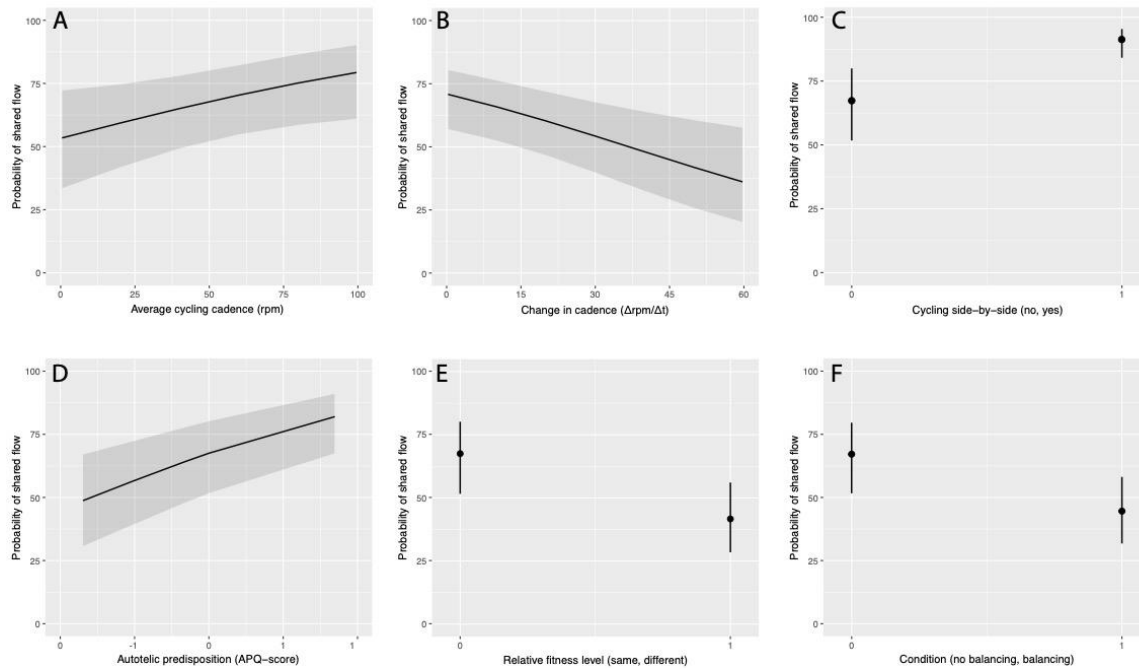 A
Probability of shared flow
100
75
50
25
0
0 25 50 75 100
Average cycling cadence (rpm)
B
Probability of shared flow
100
75
50
25
0
0 15 30 45 60
Change in cadence (Δrpm/Δt)
C
Probability of shared flow
100
75
50
25
0
0 1
Cycling side−by−side (no, yes)
D
Probability of shared flow
100
75
50
25
0
0 -1 0 1 1
Autotelic predisposition (APQ−score)
E
Probability of shared flow
100
75
50
25
0
0 1
Relative fitness level (same, different)
F
Probability of shared flow
100
75
50
25
0
0 1
Condition (no balancing, balancing)